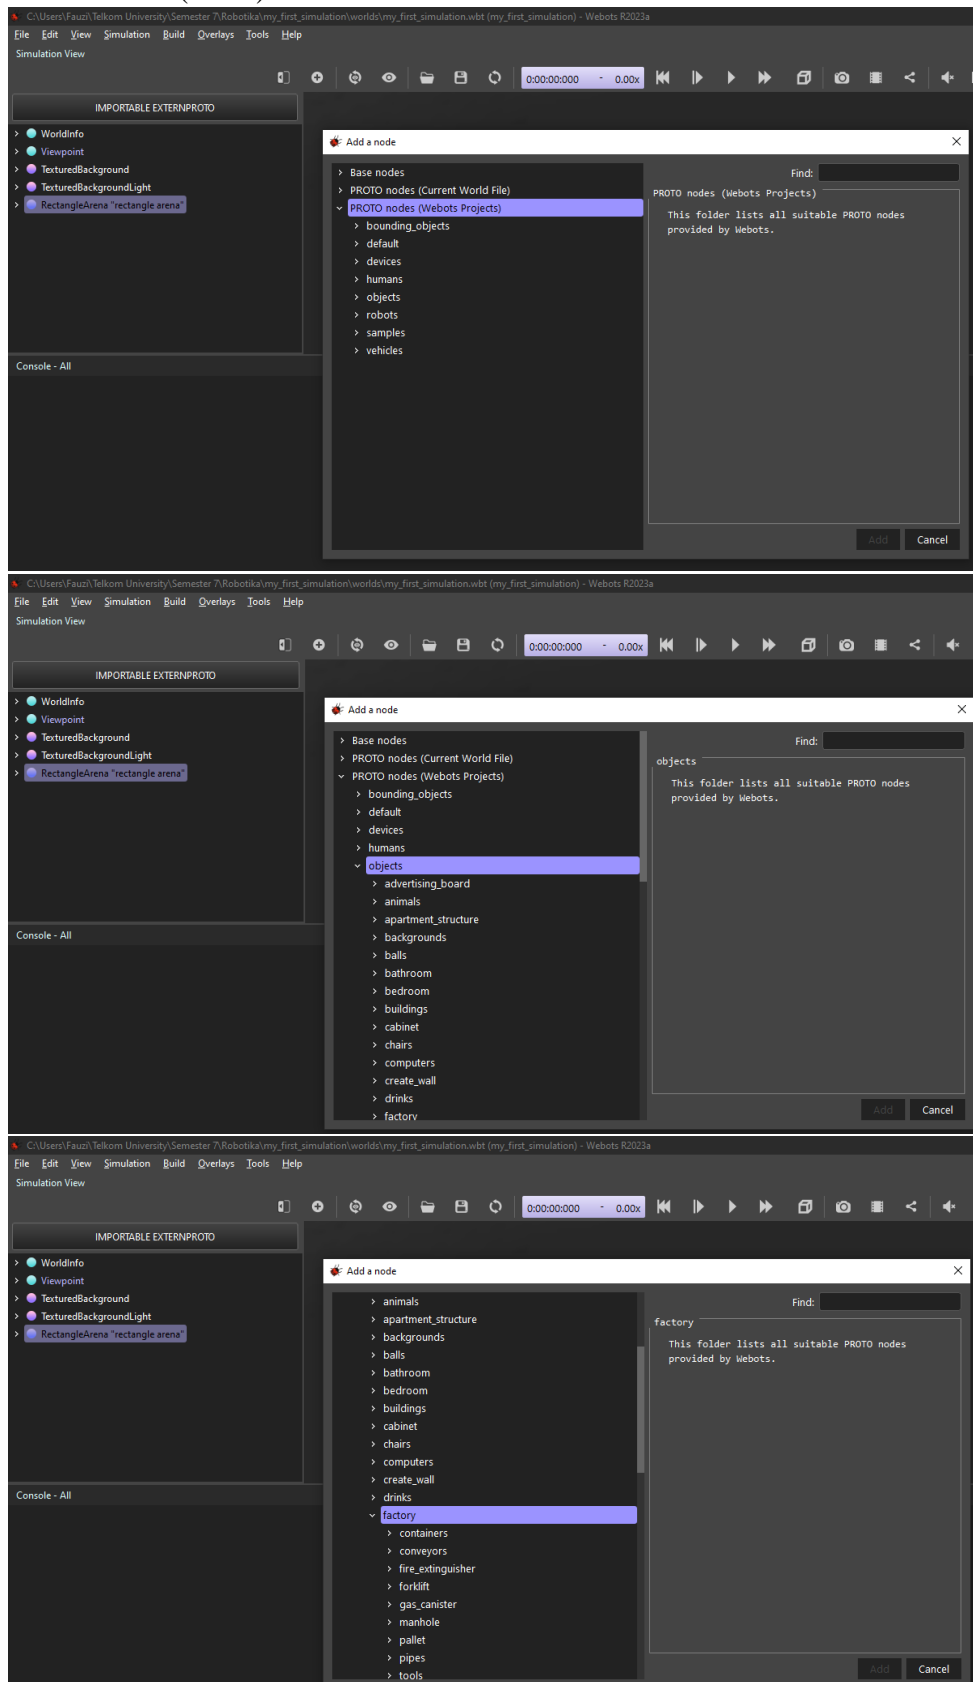 C:\Users\Fauzi\Telkom University\Semester 7\Robotika\my_first_simulation\worlds\my_first_simulation.wbt (my_first_simulation) - Webots R2023a
File Edit View Simulation Build Overlays Tools Help
Simulation View
0:00:00:000 - 0.00x
IMPORTABLE EXTERNPROTO
WorldInfo
Viewpoint
TexturedBackground
TexturedBackgroundLight
RectangleArena "rectangle arena"
Console - All
Add a node
Base nodes
PROTO nodes (Current World File)
PROTO nodes (Webots Projects)
bounding_objects
default
devices
humans
objects
robots
samples
vehicles
Find:
PROTO nodes (Webots Projects)
This folder lists all suitable PROTO nodes
provided by Webots.
Add Cancel
C:\Users\Fauzi\Telkom University\Semester 7\Robotika\my_first_simulation\worlds\my_first_simulation.wbt (my_first_simulation) - Webots R2023a
File Edit View Simulation Build Overlays Tools Help
Simulation View
0:00:00:000 - 0.00x
IMPORTABLE EXTERNPROTO
WorldInfo
Viewpoint
TexturedBackground
TexturedBackgroundLight
RectangleArena "rectangle arena"
Console - All
Add a node
Base nodes
PROTO nodes (Current World File)
PROTO nodes (Webots Projects)
bounding_objects
default
devices
humans
objects
advertising_board
animals
apartment_structure
backgrounds
balls
bathroom
bedroom
buildings
cabinet
chairs
computers
create_wall
drinks
factory
Find:
objects
This folder lists all suitable PROTO nodes
provided by Webots.
Add Cancel
C:\Users\Fauzi\Telkom University\Semester 7\Robotika\my_first_simulation\worlds\my_first_simulation.wbt (my_first_simulation) - Webots R2023a
File Edit View Simulation Build Overlays Tools Help
Simulation View
0:00:00:000 - 0.00x
IMPORTABLE EXTERNPROTO
WorldInfo
Viewpoint
TexturedBackground
TexturedBackgroundLight
RectangleArena "rectangle arena"
Console - All
Add a node
animals
apartment_structure
backgrounds
balls
bathroom
bedroom
buildings
cabinet
chairs
computers
create_wall
drinks
factory
containers
conveyors
fire_extinguisher
forklift
gas_canister
manhole
pallet
pipes
tools
Find:
factory
This folder lists all suitable PROTO nodes
provided by Webots.
Add Cancel